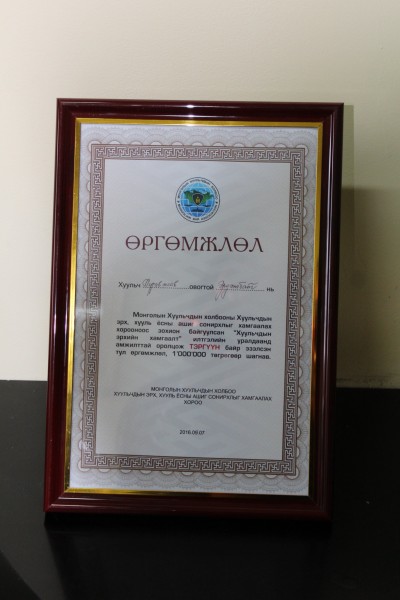 ӨРГӨМЖЛӨЛ
Хуульч овогтой нь
Монголын Хуульчдын холбооны Хуульчдын
эрх, хууль ёсны ашиг сонирхлыг хамгаалах
хорооноос зохион байгуулсан "Хуульчдын
эрхийн хамгаалт" илтгэлийн уралдаанд
амжилттай оролцож ТЭРГҮҮН байр эзэлсэн
тул өргөмжлөл, 1'000'000 төгрөгөөр шагнав.
МОНГОЛЫН ХУУЛЬЧДЫН ХОЛБОО
ХУУЛЬЧДЫН ЭРХ, ХУУЛЬ ЁСНЫ АШИГ СОНИРХЛЫГ ХАМГААЛАХ
ХОРОО
2016.09.07